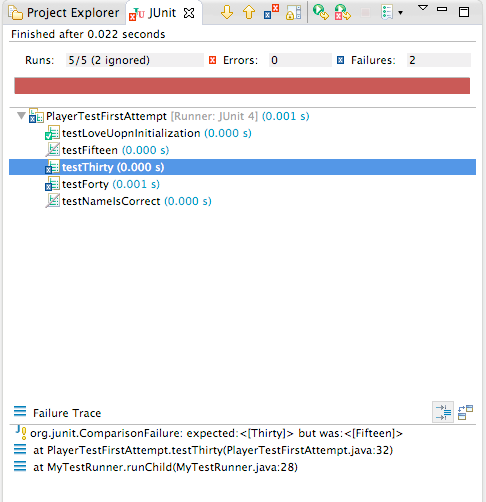 Project Explorer JUnit
Finished after 0.022 seconds
Runs: 5/5 (2 ignored) Errors: 0 Failures: 2
PlayerTestFirstAttempt [Runner: JUnit 4] (0.001 s)
testLoveUopnInitialization (0.000 s)
testFifteen (0.000 s)
testThirty (0.000 s)
testForty (0.001 s)
testNameIsCorrect (0.000 s)
Failure Trace
org.junit.ComparisonFailure: expected:<[Thirty]> but was:<[Fifteen]>
at PlayerTestFirstAttempt.testThirty(PlayerTestFirstAttempt.java:32)
at MyTestRunner.runChild(MyTestRunner.java:28)